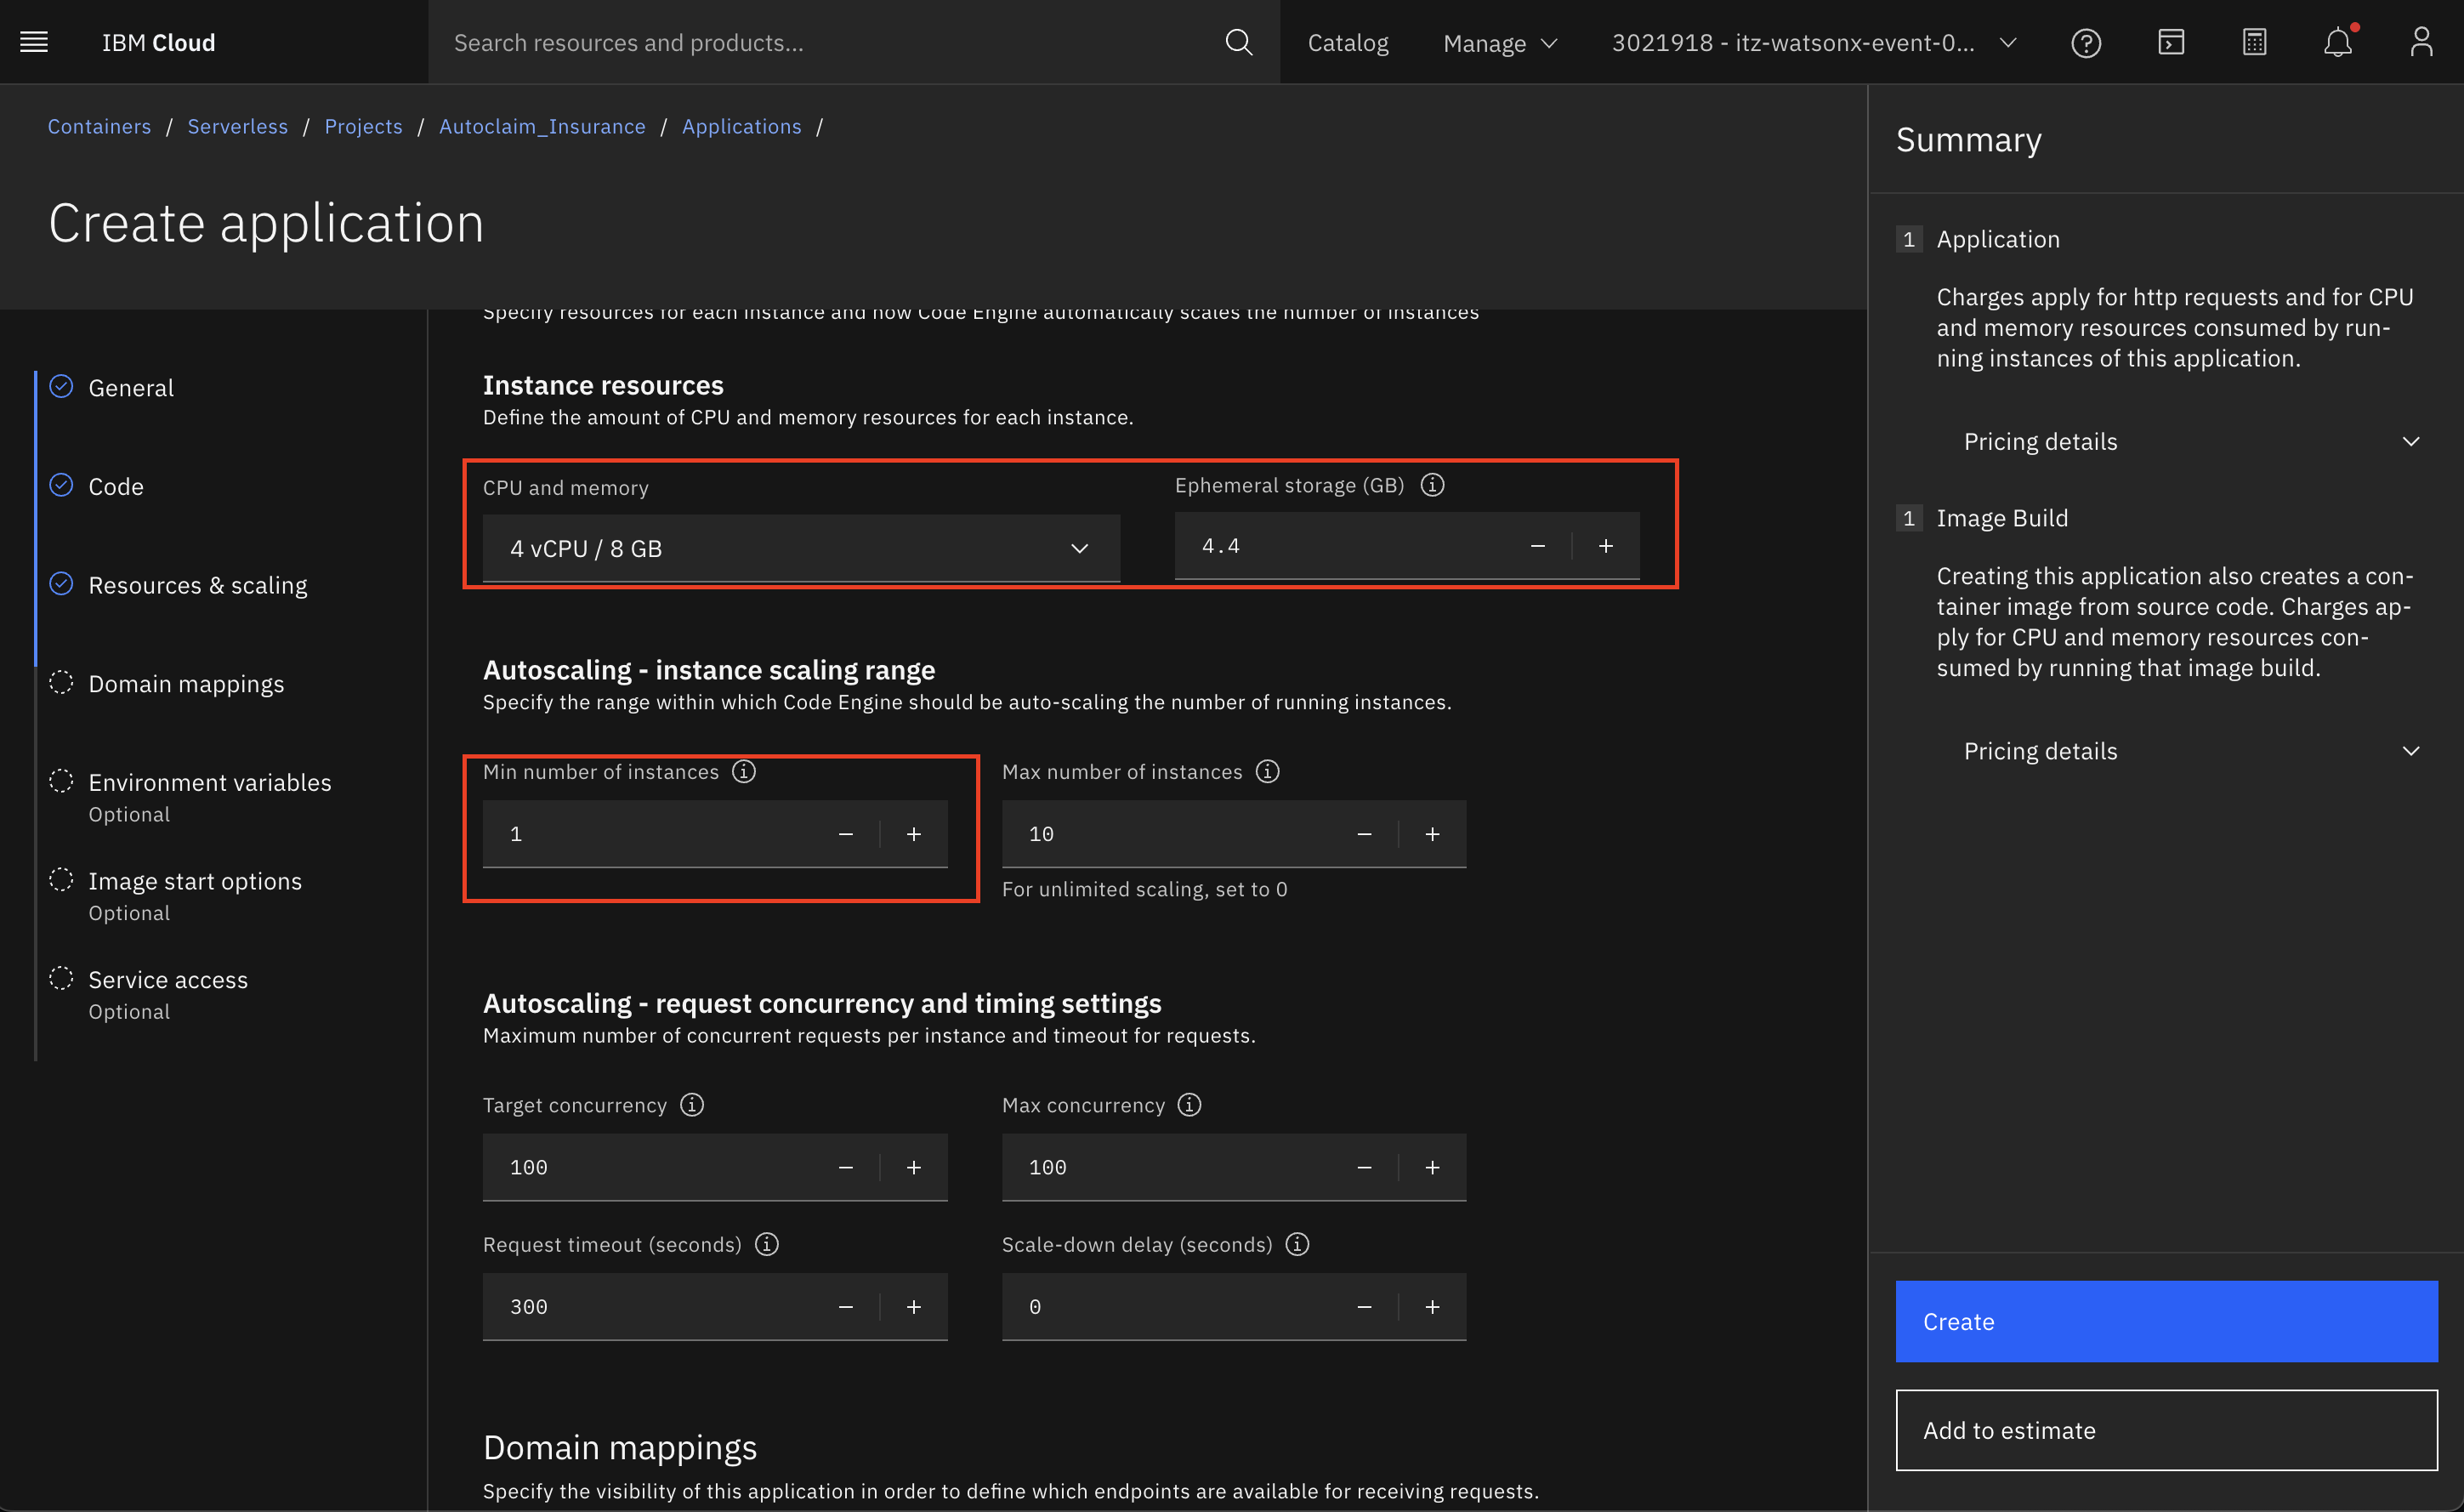 IBM Cloud
Search resources and products...
Catalog
Manage
3021918 - itz-watsonx-event-0...
Containers / Serverless / Projects / Autoclaim_Insurance / Applications /
Create application
General
Code
Resources & scaling
Domain mappings
Environment variables
Optional
Image start options
Optional
Service access
Optional
Specify resources for each instance and how Code Engine automatically scales the number of instances
Instance resources
Define the amount of CPU and memory resources for each instance.
CPU and memory
4 vCPU / 8 GB
Ephemeral storage (GB)
4.4
Autoscaling - instance scaling range
Specify the range within which Code Engine should be auto-scaling the number of running instances.
Min number of instances
1
Max number of instances
10
For unlimited scaling, set to 0
Autoscaling - request concurrency and timing settings
Maximum number of concurrent requests per instance and timeout for requests.
Target concurrency
100
Max concurrency
100
Request timeout (seconds)
300
Scale-down delay (seconds)
0
Domain mappings
Specify the visibility of this application in order to define which endpoints are available for receiving requests.
Summary
1 Application
Charges apply for http requests and for CPU
and memory resources consumed by run-
ning instances of this application.
Pricing details
1 Image Build
Creating this application also creates a con-
tainer image from source code. Charges ap-
ply for CPU and memory resources con-
sumed by running that image build.
Pricing details
Create
Add to estimate